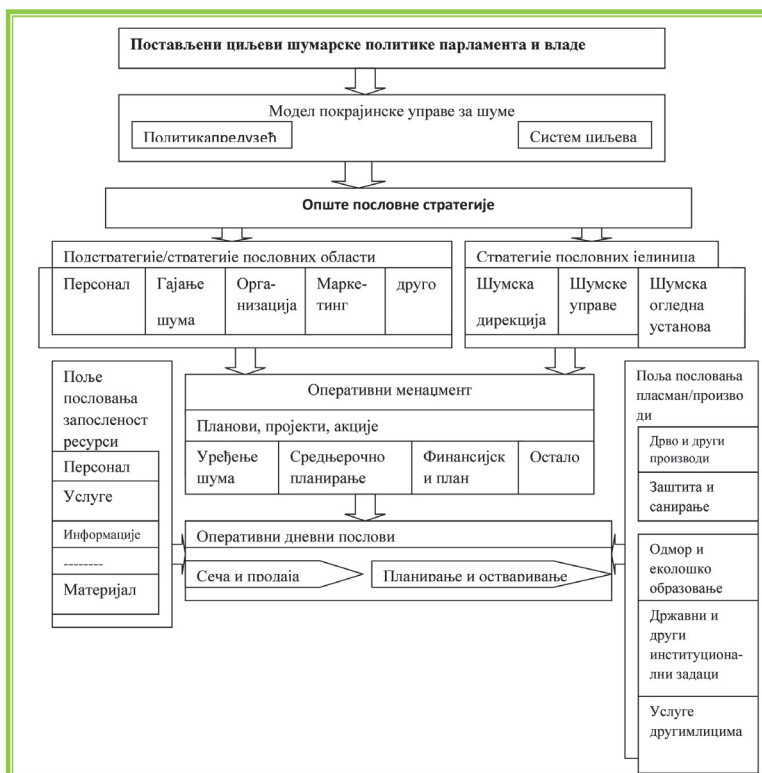 Постављени циљеви шумарске политике парламента и владе
Модел покрајинске управе за шуме
Политикапредузећ
Систем циљева
Опште пословне стратегије
Подстратегије/стратегије пословних области
Персонал
Гајање
шума
Орга-
низација
Марке-
тинг
друго
Стратегије пословних јединица
Шумска
дирекција
Шумске
управе
Шумска
огледна
установа
Поље
пословања
запосленост
ресурси
Персонал
Услуге
Информације
--------
Материјал
Оперативни менаџмент
Планови, пројекти, акције
Уређење
шума
Средњерочно
планирање
Финансијск
и план
Остало
Оперативни дневни послови
Сеча и продаја
Планирање и остваривање
Поља пословања
пласман/произво
ди
Дрво и други
производи
Заштита и
санирање
Одмор и
еколошко
образовање
Државни и
други
институциона-
лни задаци
Услуге
другимлицима